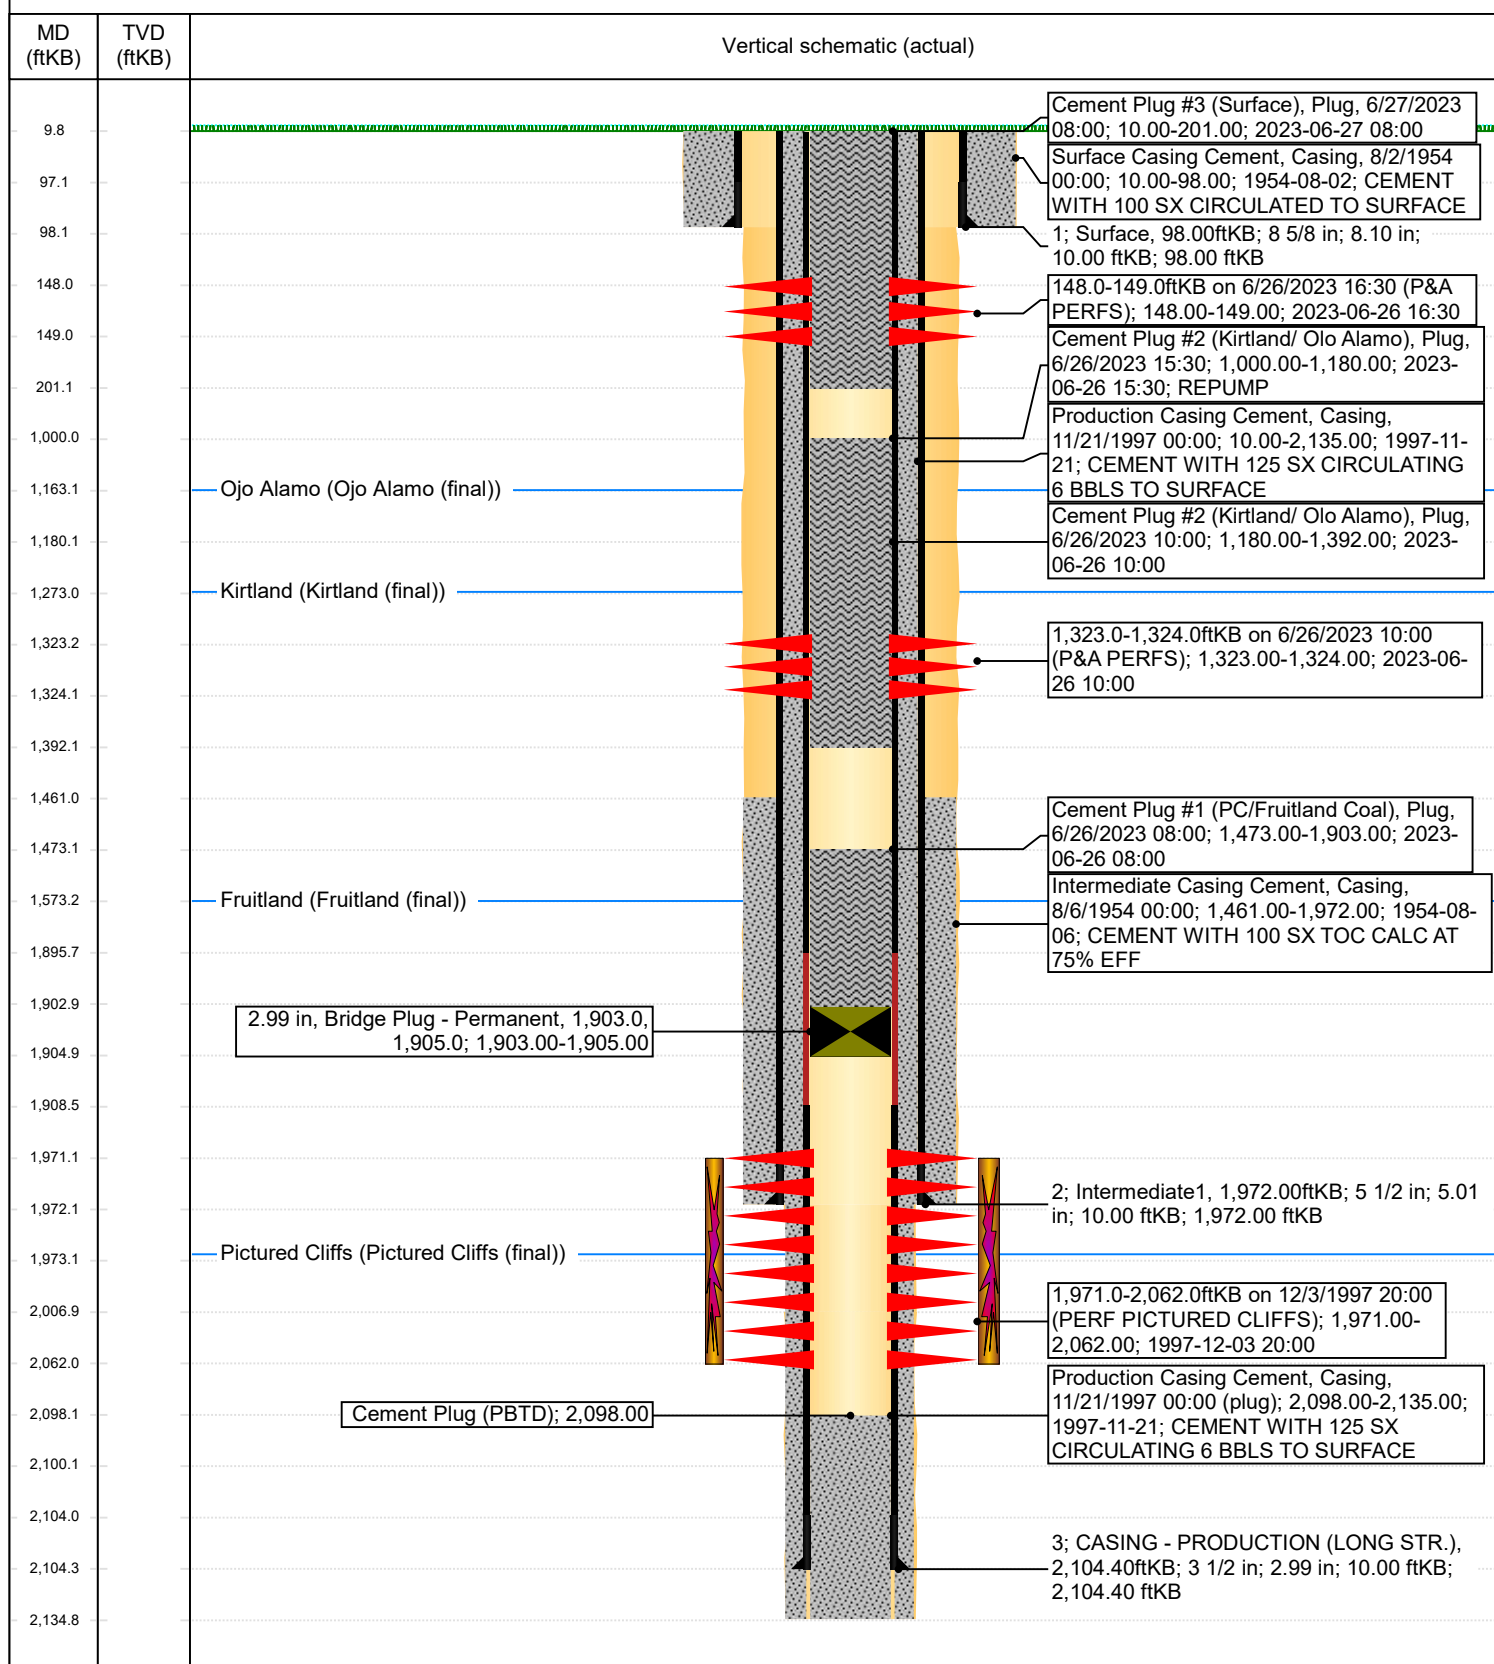 MD
(ftKB)
TVD
(ftKB)
Vertical schematic (actual)
9.8
97.1
98.1
148.0
149.0
201.1
1,000.0
1,163.1
1,180.1
1,273.0
1,323.2
1,324.1
1,392.1
1,461.0
1,473.1
1,573.2
1,895.7
1,902.9
1,904.9
1,908.5
1,971.1
1,972.1
1,973.1
2,006.9
2,062.0
2,098.1
2,100.1
2,104.0
2,104.3
2,134.8
Ojo Alamo (Ojo Alamo (final))
Kirtland (Kirtland (final))
Fruitland (Fruitland (final))
2.99 in, Bridge Plug - Permanent, 1,903.0,
1,905.0; 1,903.00-1,905.00
Pictured Cliffs (Pictured Cliffs (final))
Cement Plug (PBTD); 2,098.00
Cement Plug #3 (Surface), Plug, 6/27/2023
08:00; 10.00-201.00; 2023-06-27 08:00
Surface Casing Cement, Casing, 8/2/1954
00:00; 10.00-98.00; 1954-08-02; CEMENT
WITH 100 SX CIRCULATED TO SURFACE
1; Surface, 98.00ftKB; 8 5/8 in; 8.10 in;
10.00 ftKB; 98.00 ftKB
148.0-149.0ftKB on 6/26/2023 16:30 (P&A
PERFS); 148.00-149.00; 2023-06-26 16:30
Cement Plug #2 (Kirtland/ Olo Alamo), Plug,
6/26/2023 15:30; 1,000.00-1,180.00; 2023-
06-26 15:30; REPUMP
Production Casing Cement, Casing,
11/21/1997 00:00; 10.00-2,135.00; 1997-11-
21; CEMENT WITH 125 SX CIRCULATING
6 BBLS TO SURFACE
Cement Plug #2 (Kirtland/ Olo Alamo), Plug,
6/26/2023 10:00; 1,180.00-1,392.00; 2023-
06-26 10:00
1,323.0-1,324.0ftKB on 6/26/2023 10:00
(P&A PERFS); 1,323.00-1,324.00; 2023-06-
26 10:00
Cement Plug #1 (PC/Fruitland Coal), Plug,
6/26/2023 08:00; 1,473.00-1,903.00; 2023-
06-26 08:00
Intermediate Casing Cement, Casing,
8/6/1954 00:00; 1,461.00-1,972.00; 1954-08-
06; CEMENT WITH 100 SX TOC CALC AT
75% EFF
2; Intermediate1, 1,972.00ftKB; 5 1/2 in; 5.01
in; 10.00 ftKB; 1,972.00 ftKB
1,971.0-2,062.0ftKB on 12/3/1997 20:00
(PERF PICTURED CLIFFS); 1,971.00-
2,062.00; 1997-12-03 20:00
Production Casing Cement, Casing,
11/21/1997 00:00 (plug); 2,098.00-2,135.00;
1997-11-21; CEMENT WITH 125 SX
CIRCULATING 6 BBLS TO SURFACE
3; CASING - PRODUCTION (LONG STR.),
2,104.40ftKB; 3 1/2 in; 2.99 in; 10.00 ftKB;
2,104.40 ftKB